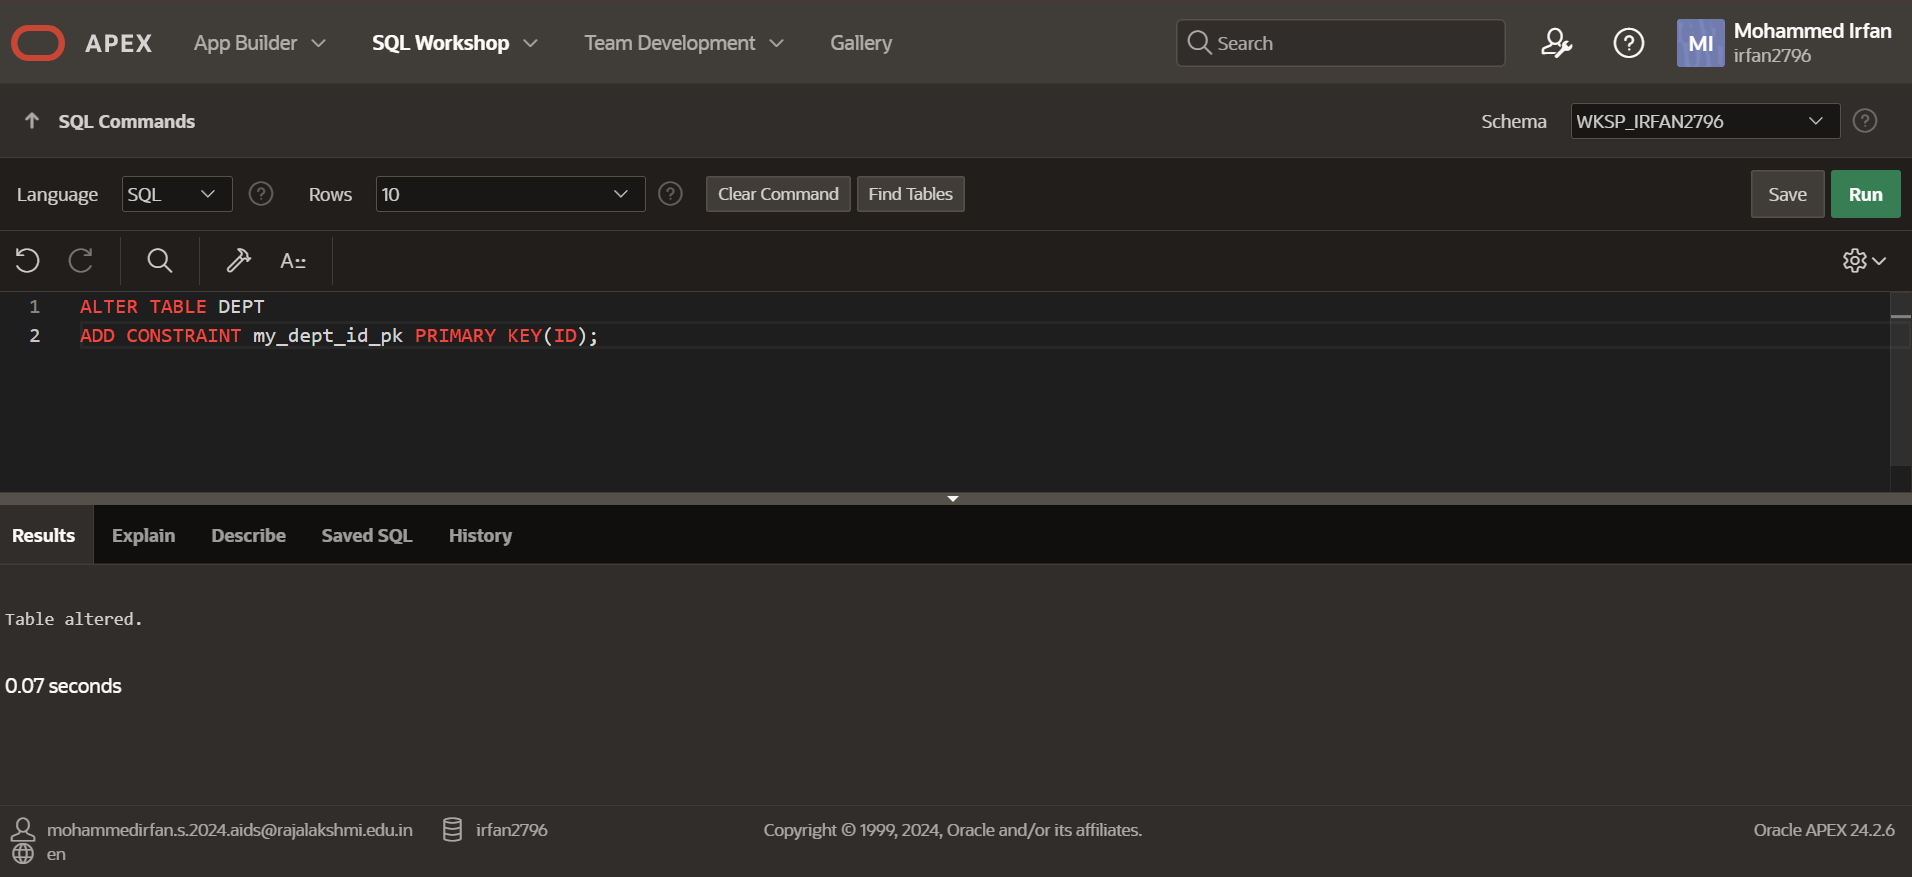 APEX App Builder SQL Workshop Team Development Gallery Search ? MI Mohammed Irfan
irfan2796
SQL Commands Schema WKSP_IRFAN2796 ?
Language SQL ? Rows 10 ? Clear Command Find Tables Save Run
A::
1 ALTER TABLE DEPT
2 ADD CONSTRAINT my_dept_id_pk PRIMARY KEY(ID);
Results Explain Describe Saved SQL History
Table altered.
0.07 seconds
mohammedirfan.s.2024.aids@rajalakshmi.edu.in irfan2796 Copyright © 1999, 2024, Oracle and/or its affiliates. Oracle APEX 24.2.6
en